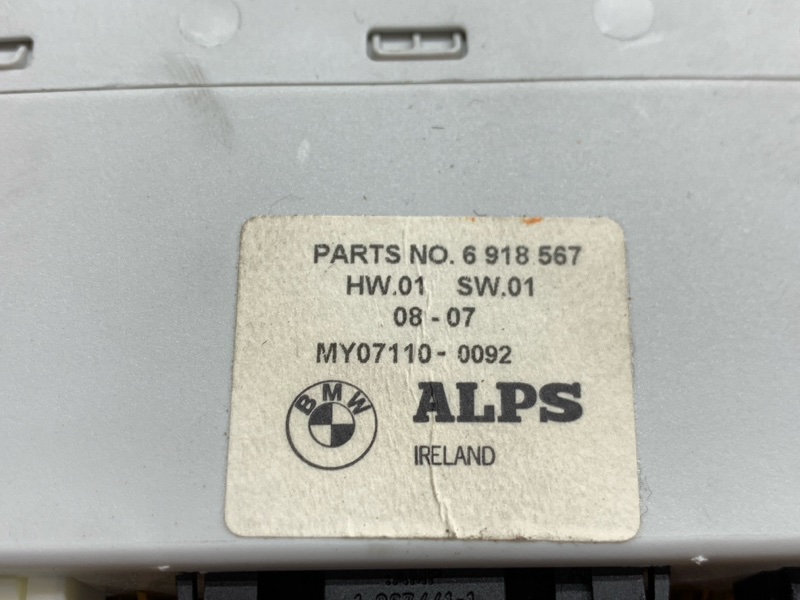 PARTS NO. 6 918 567
HW.01 SW.01
08 - 07
MY07110 - 0092
BMW
ALPS
IRELAND